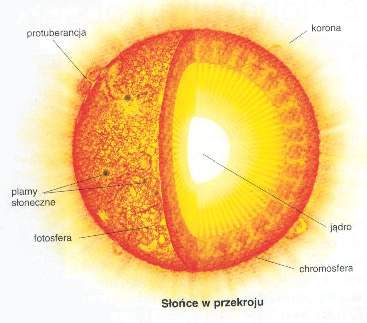 protuberancja
korona
plamy
słoneczne
fotosfera
jądro
chromosfera
Słońce w przekroju